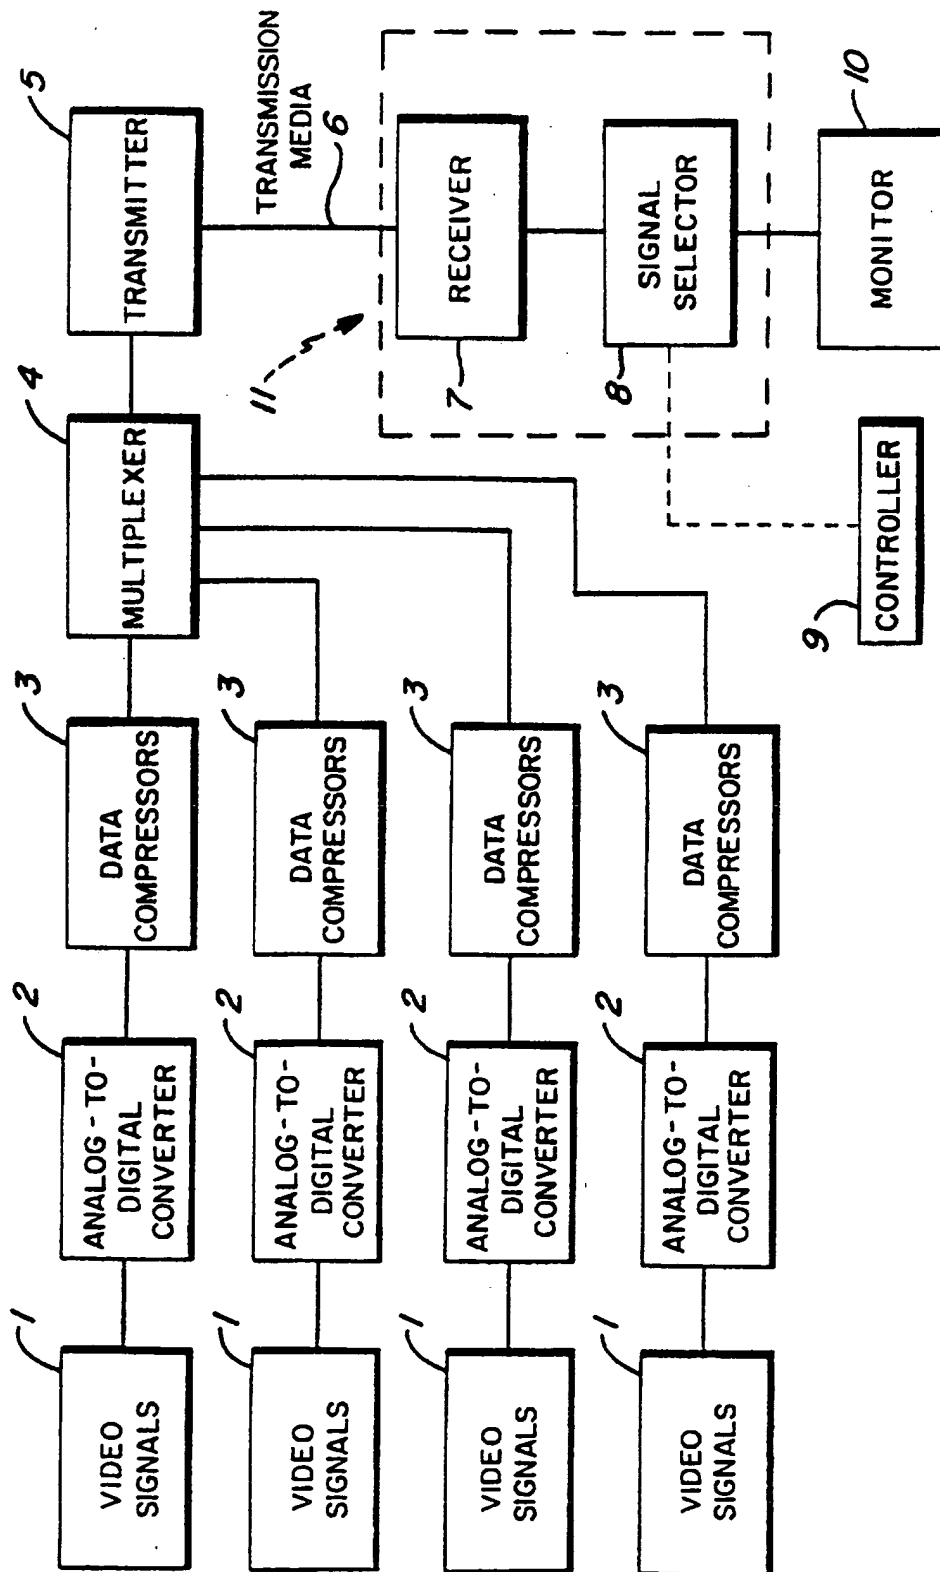 1
VIDEO
SIGNALS
2
ANALOG-TO-
DIGITAL
CONVERTER
3
DATA
COMPRESSORS
4
MULTIPLEXER
5
TRANSMITTER
1
VIDEO
SIGNALS
2
ANALOG-TO-
DIGITAL
CONVERTER
3
DATA
COMPRESSORS
1
VIDEO
SIGNALS
2
ANALOG-TO-
DIGITAL
CONVERTER
3
DATA
COMPRESSORS
1
VIDEO
SIGNALS
2
ANALOG-TO-
DIGITAL
CONVERTER
3
DATA
COMPRESSORS
TRANSMISSION
MEDIA
6
11
7
RECEIVER
8
SIGNAL
SELECTOR
9
CONTROLLER
10
MONITOR